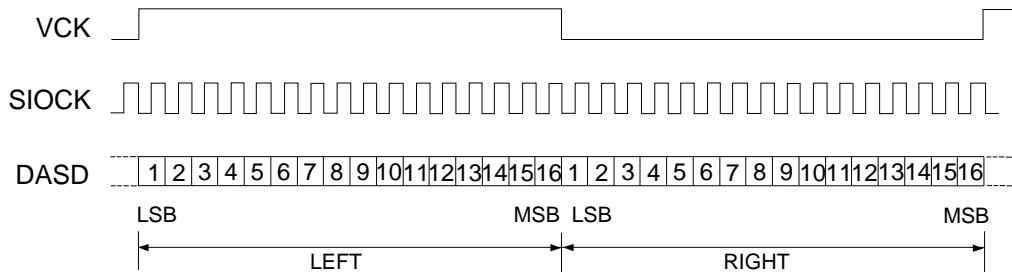 VCK
SIOCK
DASD 1 2 3 4 5 6 7 8 9 10 11 12 13 14 15 16 1 2 3 4 5 6 7 8 9 10 11 12 13 14 15 16
LSB MSB LSB MSB
LEFT RIGHT